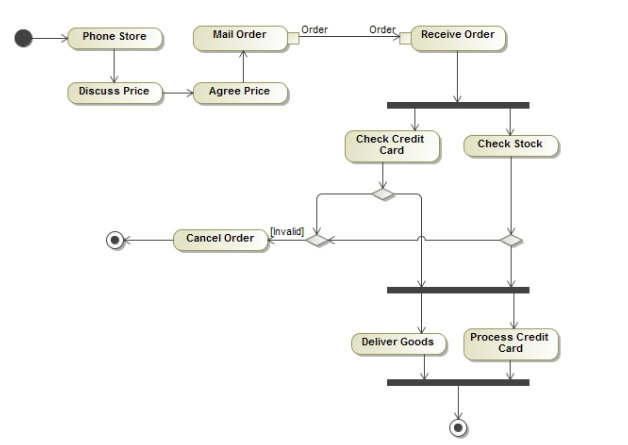 Phone Store
Mail Order
Order
Order
Receive Order
Discuss Price
Agree Price
Check Credit
Card
Check Stock
Cancel Order
[Invalid]
Deliver Goods
Process Credit
Card